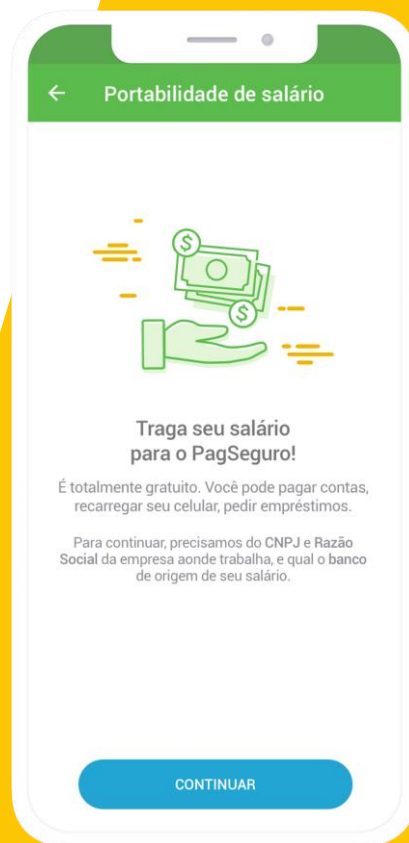 Portabilidade de salário
$
$
Traga seu salário
para o PagSeguro!
É totalmente gratuito. Você pode pagar contas,
recarregar seu celular, pedir empréstimos.
Para continuar, precisamos do CNPJ e Razão
Social da empresa aonde trabalha, e qual o banco
de origem de seu salário.
CONTINUAR